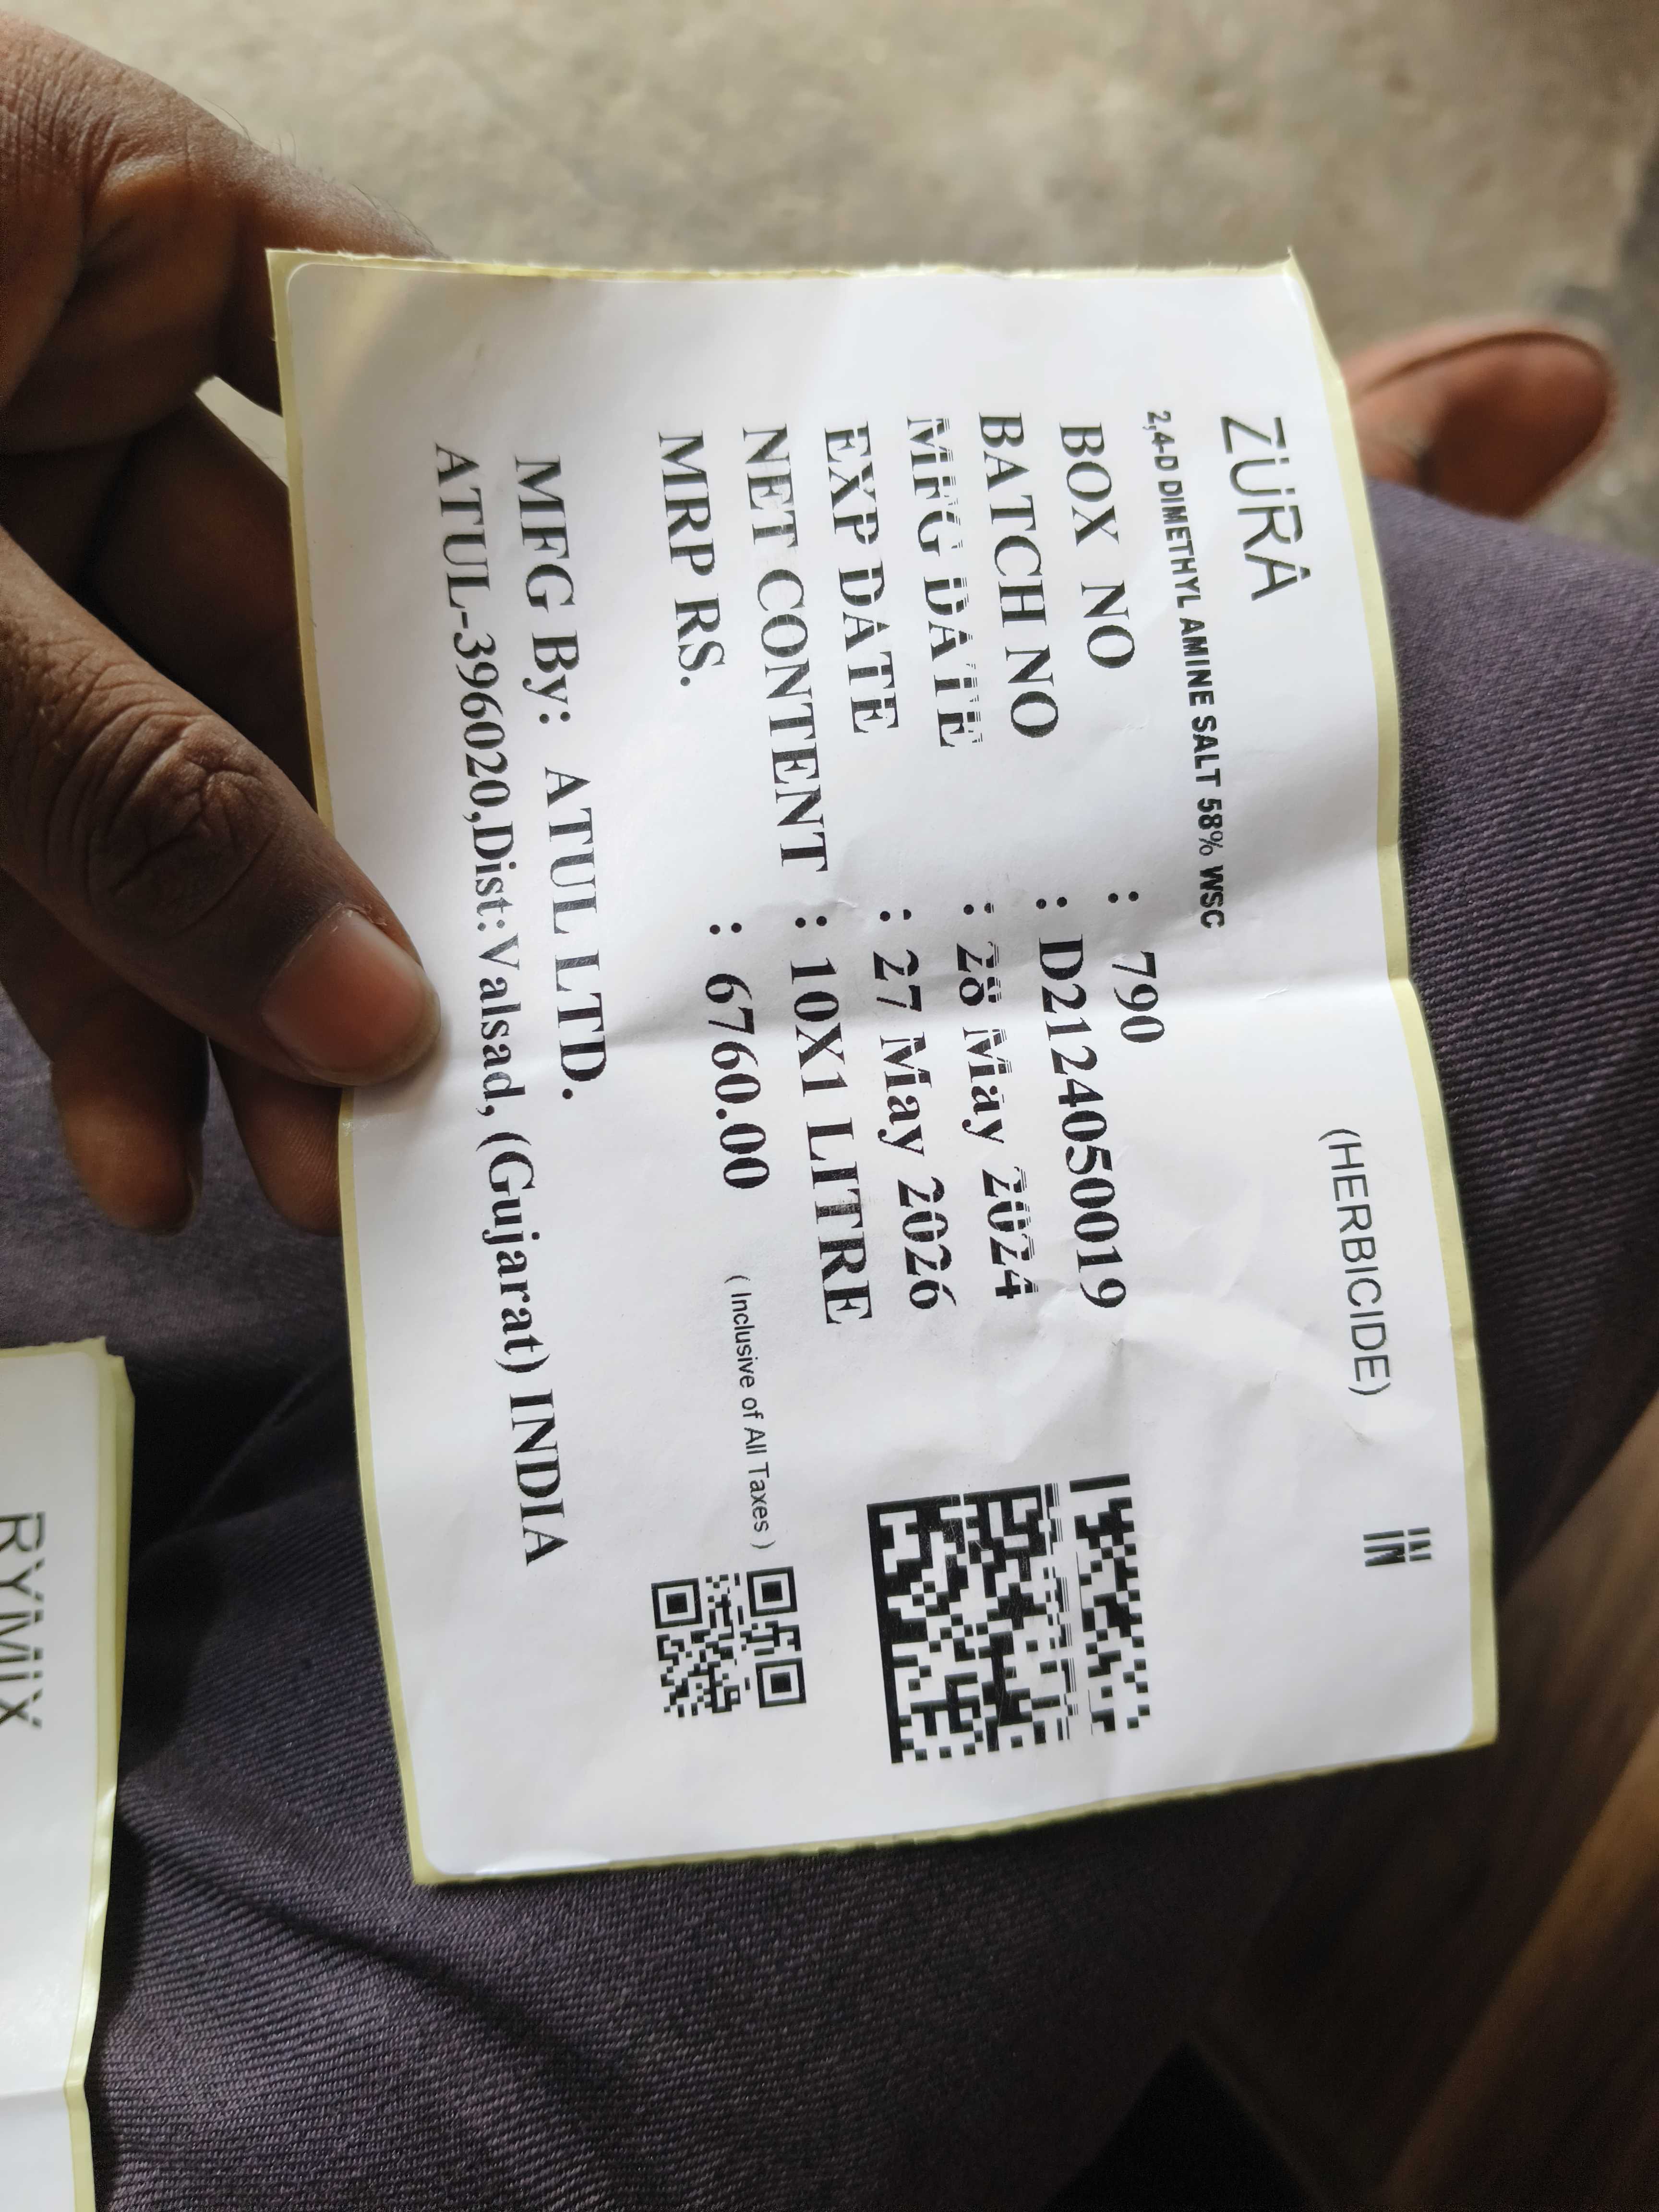 ZURA (HERBICIDE) IN
2,4-D DIMETHYL AMINE SALT 58% WSC
BOX NO : 790
BATCH NO : D2124050019
MFG DATE : 28 May 2024
EXP DATE : 27 May 2026
NET CONTENT : 10X1 LITRE
MRP RS. : 6760.00 ( Inclusive of All Taxes )
MFG By: ATUL LTD.
ATUL-396020,Dist:Valsad, (Gujarat) INDIA
RYMIX